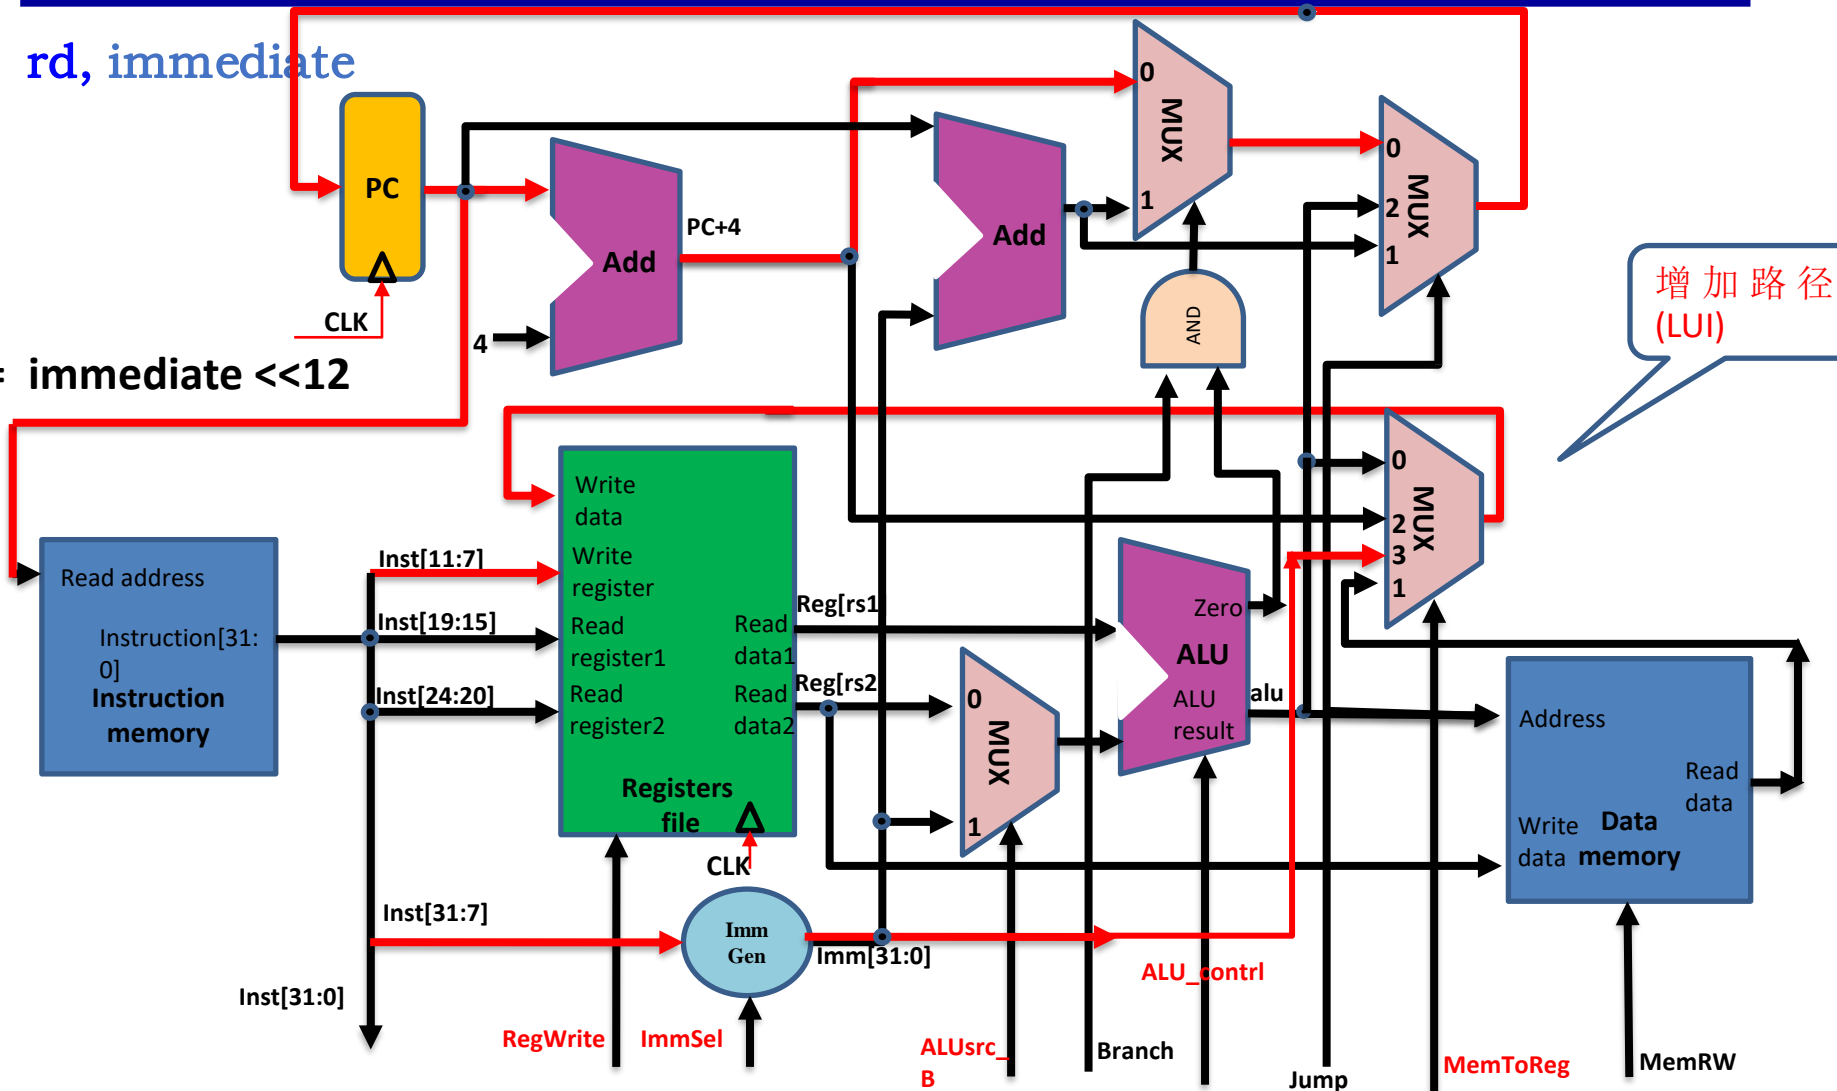 rd, immediate
PC
CLK
4
Add
PC+4
Add
0
MUX
1
0
MUX
2
1
AND
增加路径
(LUI)
= immediate <<12
Write
data
Write
register
Read
register1
Read
register2
Read
data1
Read
data2
Registers
file
CLK
Read address
Instruction[31:
0]
Instruction
memory
Inst[11:7]
Inst[19:15]
Inst[24:20]
Inst[31:7]
Inst[31:0]
Reg[rs1
Reg[rs2
0
MUX
1
Zero
ALU
ALU
result
alu
0
MUX
2
3
1
Address
Read
data
Write
data
Data
memory
Imm
Gen
Imm[31:0]
RegWrite
ImmSel
ALUsrc_
B
Branch
ALU_contrl
Jump
MemToReg
MemRW